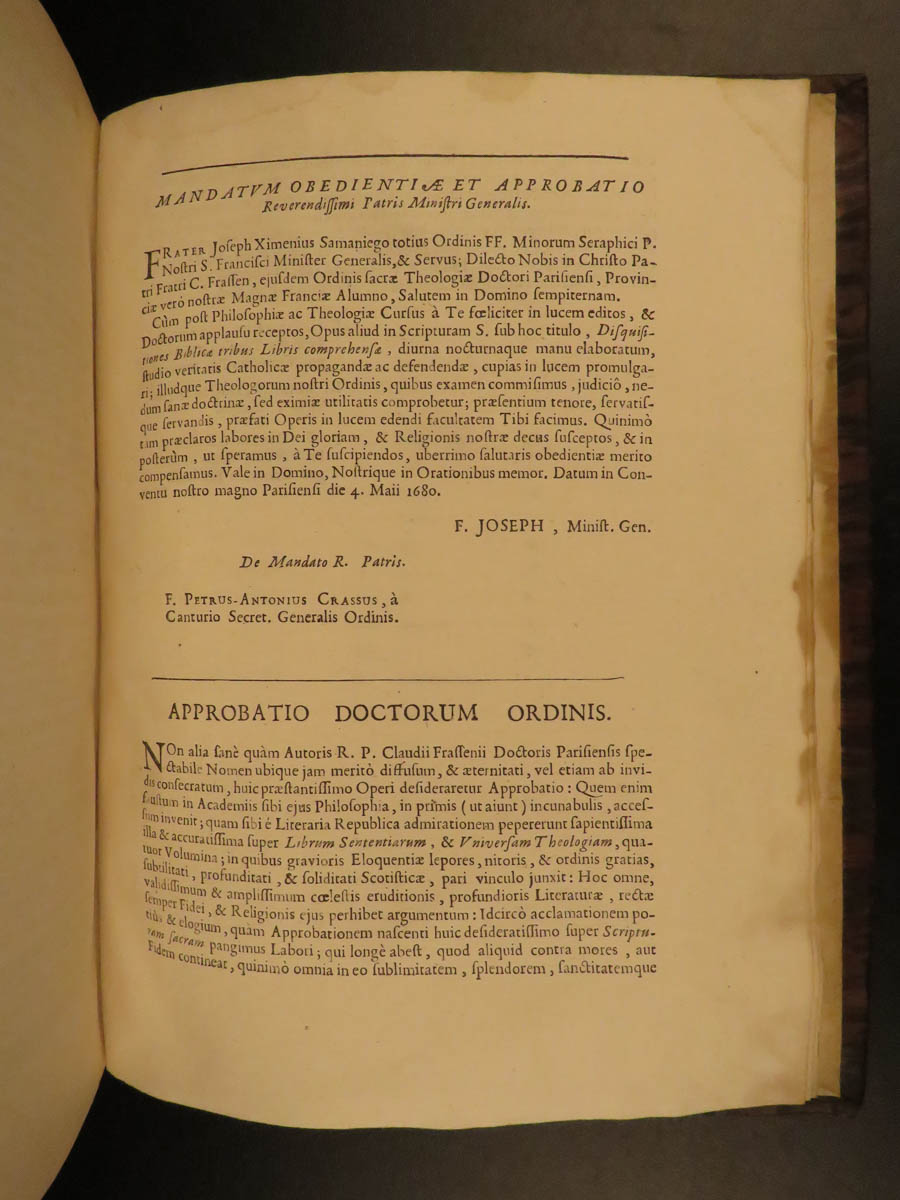 MANDATVM OBEDIENTIÆ ET APPROBATIO
Reverendiſſimi Patris Miniſtri Generalis.
FRATER Joſeph Ximenius Samaniego totius Ordinis FF. Minorum Seraphici P.
Noſtri S. Franciſci Miniſter Generalis, & Servus; Dilecto Nobis in Chriſto Pa-
tri Fratri C. Fraſſen, ejuſdem Ordinis ſacræ Theologiæ Doctori Pariſienſi, Provin-
ciæ verò noſtræ Magnæ Franciæ Alumno, Salutem in Domino ſempiternam.
Cùm poſt Philoſophiæ ac Theologiæ Curſus à Te fœliciter in lucem editos, &
Doctorum applauſu receptos, Opus aliud in Scripturam S. ſub hoc titulo, Diſquiſi-
tiones Biblicæ tribus Libris comprehenſæ, diurna nocturnaque manu elaboratum,
ſtudio veritatis Catholicæ propagandæ ac defendendæ, cupias in lucem promulga-
ri; illudque Theologorum noſtri Ordinis, quibus examen commiſimus, judiciô, ne-
dum ſanæ doctrinæ, ſed eximiæ utilitatis comprobetur; præſentium tenore, ſervatiſ-
que ſervandis, præfati Operis in lucem edendi facultatem Tibi facimus. Quinimò
tam præclaros labores in Dei gloriam, & Religionis noſtræ decus ſuſceptos, & in
poſterùm, ut ſperamus, à Te ſuſcipiendos, uberrimo ſalutaris obedientiæ merito
compenſamus. Vale in Domino, Noſtrique in Orationibus memor. Datum in Con-
ventu noſtro magno Pariſienſi die 4. Maii 1680.
F. JOSEPH, Miniſt. Gen.
De Mandato R. Patris.
F. PETRUS-ANTONIUS CRASSUS, à
Canturio Secret. Generalis Ordinis.
APPROBATIO DOCTORUM ORDINIS.
NOn alia ſanè quàm Autoris R. P. Claudii Fraſſenii Doctoris Pariſienſis ſpe-
ctabile Nomen ubique jam meritò diffuſum, & æternitati, vel etiam ab invi-
dis conſecratum, huic præſtantiſſimo Operi deſideraretur Approbatio: Quem enim
fauſtum in Academiis ſibi ejus Philoſophia, in primis (ut aiunt) incunabulis, acceſ-
ſum invenit; quam ſibi é Literaria Republica admirationem pepererunt ſapientiſſima
illa & accuratiſſima ſuper Librum Sententiarum, & Vniverſam Theologiam, qua-
tuor Volumina; in quibus gravioris Eloquentiæ lepores, nitoris, & ordinis gratias,
ſubtilitati, profunditati, & ſoliditati Scotiſticæ, pari vinculo junxit: Hoc omne,
validiſſimum & ampliſſimum cœleſtis eruditionis, profundioris Literaturæ, rectæ
ſemper Fidei, & Religionis ejus perhibet argumentum: Idcircò acclamationem po-
tiùs & elogium, quam Approbationem naſcenti huic deſideratiſſimo ſuper Scriptu-
ram ſacram pangimus Labori; qui longè abeſt, quod aliquid contra mores, aut
Fidem contineat, quinimò omnia in eo ſublimitatem, ſplendorem, ſanctitatemque